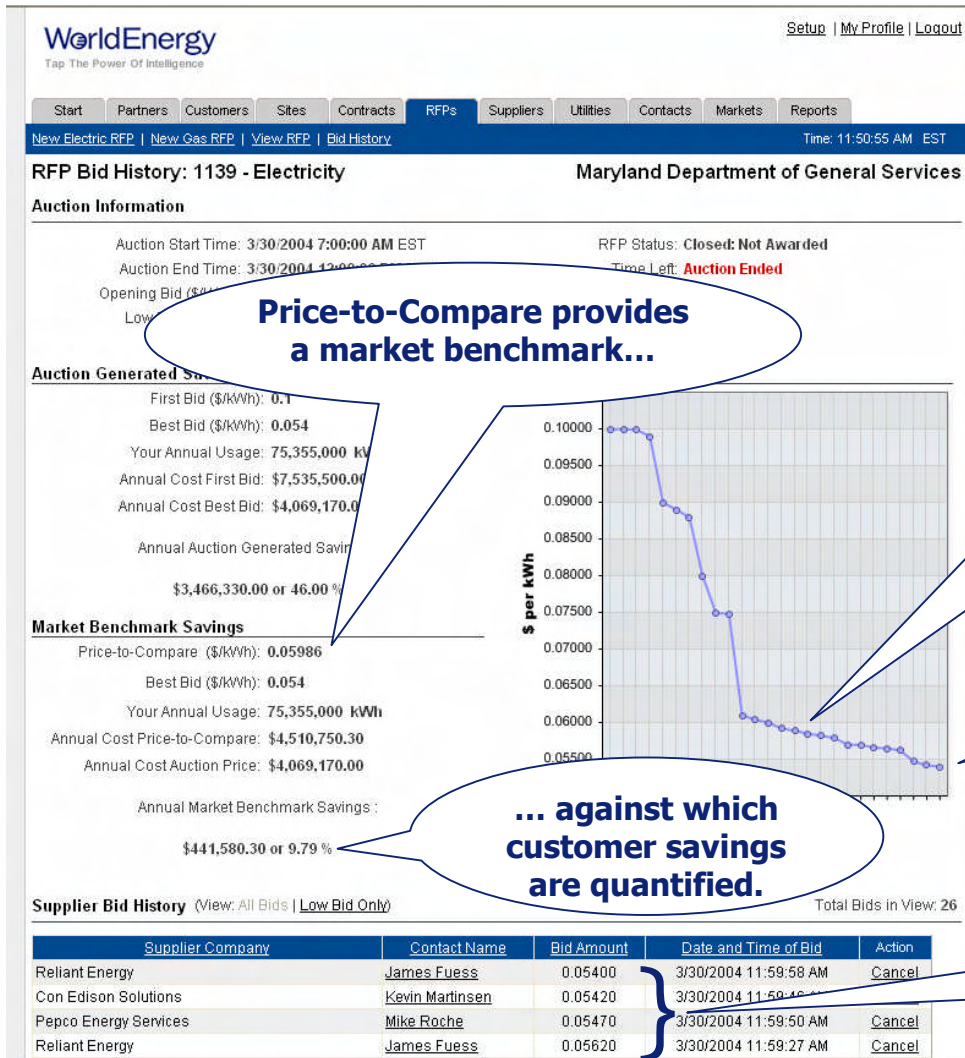 WorldEnergy
Tap The Power Of Intelligence
Setup | My Profile | Logout
Start Partners Customers Sites Contracts RFPs Suppliers Utilities Contacts Markets Reports
New Electric RFP | New Gas RFP | View RFP | Bid History Time: 11:50:55 AM EST
RFP Bid History: 1139 - Electricity Maryland Department of General Services
Auction Information
Auction Start Time: 3/30/2004 7:00:00 AM EST RFP Status: Closed: Not Awarded
Auction End Time: 3/30/2004 Time Left: Auction Ended
Opening Bid
Low
Price-to-Compare provides
a market benchmark…
Auction Generated
First Bid ($/kWh): 0.1
Best Bid ($/kWh): 0.054
Your Annual Usage: 75,355,000
Annual Cost First Bid: $7,535,500.00
Annual Cost Best Bid: $4,069,170.0
Annual Auction Generated
$3,466,330.00 or 46.00 %
Market Benchmark Savings
Price-to-Compare ($/kWh): 0.05986
Best Bid ($/kWh): 0.054
Your Annual Usage: 75,355,000 kWh
Annual Cost Price-to-Compare: $4,510,750.30
Annual Cost Auction Price: $4,069,170.00
Annual Market Benchmark Savings :
$441,580.30 or 9.79 %
$ per kWh
0.10000
0.09500
0.09000
0.08500
0.08000
0.07500
0.07000
0.06500
0.06000
0.05500
… against which
customer savings
are quantified.
Supplier Bid History (View: All Bids | Low Bid Only) Total Bids in View: 26
Supplier Company Contact Name Bid Amount Date and Time of Bid Action
Reliant Energy James Fuess 0.05400 3/30/2004 11:59:58 AM Cancel
Con Edison Solutions Kevin Martinsen 0.05420 3/30/2004
Pepco Energy Services Mike Roche 0.05470 3/30/2004 11:59:50 AM Cancel
Reliant Energy James Fuess 0.05620 3/30/2004 11:59:27 AM Cancel